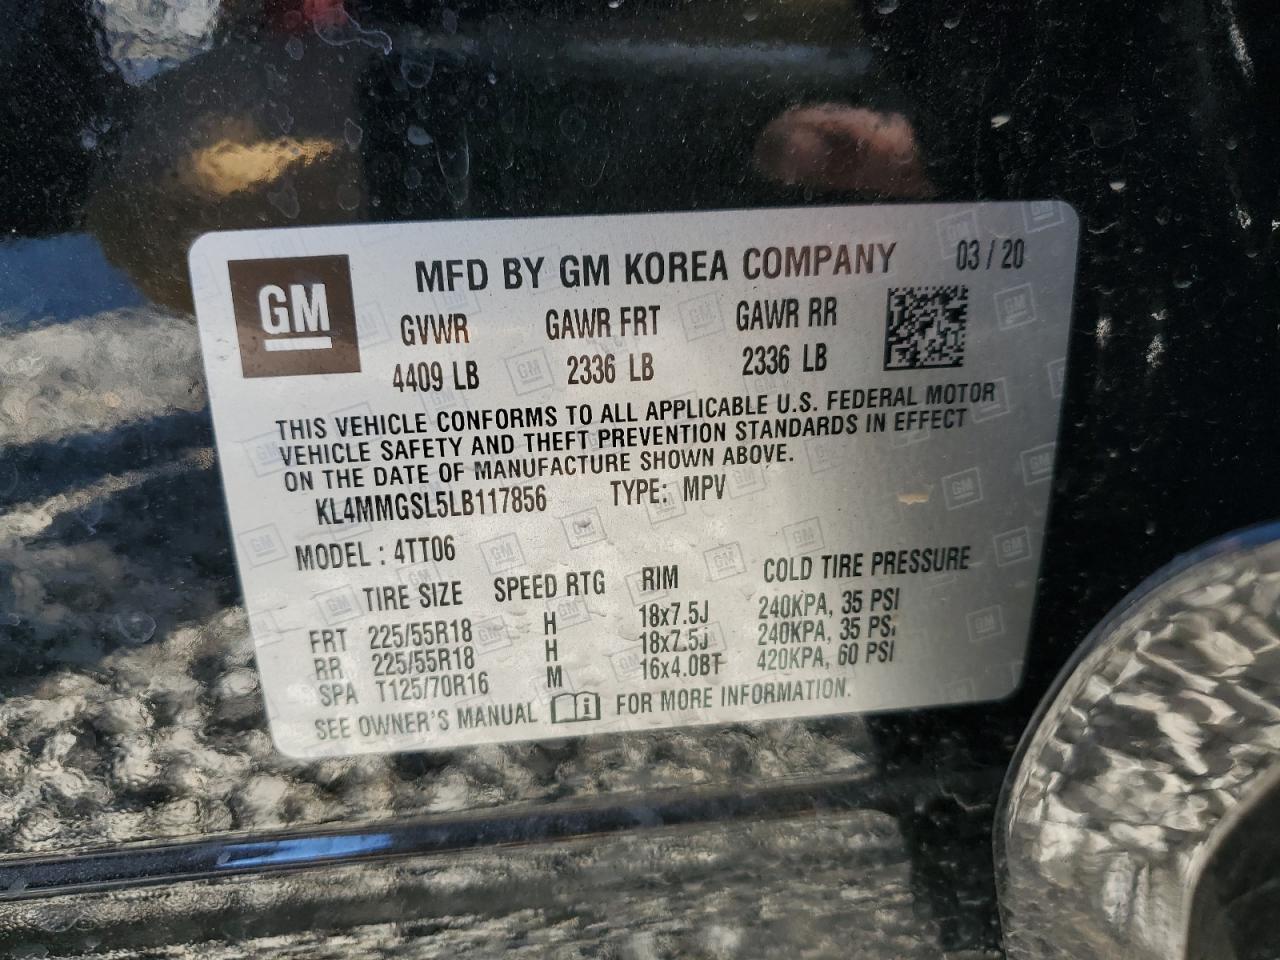 GM
MFD BY GM KOREA COMPANY 03 / 20
GVWR GAWR FRT GAWR RR
4409 LB 2336 LB 2336 LB
THIS VEHICLE CONFORMS TO ALL APPLICABLE U.S. FEDERAL MOTOR
VEHICLE SAFETY AND THEFT PREVENTION STANDARDS IN EFFECT
ON THE DATE OF MANUFACTURE SHOWN ABOVE.
KL4MMGSL5LB117856 TYPE: MPV
MODEL : 4TT06
TIRE SIZE SPEED RTG RIM COLD TIRE PRESSURE
FRT 225/55R18 H 18x7.5J 240KPA, 35 PSI
RR 225/55R18 H 18x7.5J 240KPA, 35 PSI
SPA T125/70R16 M 16x4.0BT 420KPA, 60 PSI
SEE OWNER'S MANUAL i FOR MORE INFORMATION.